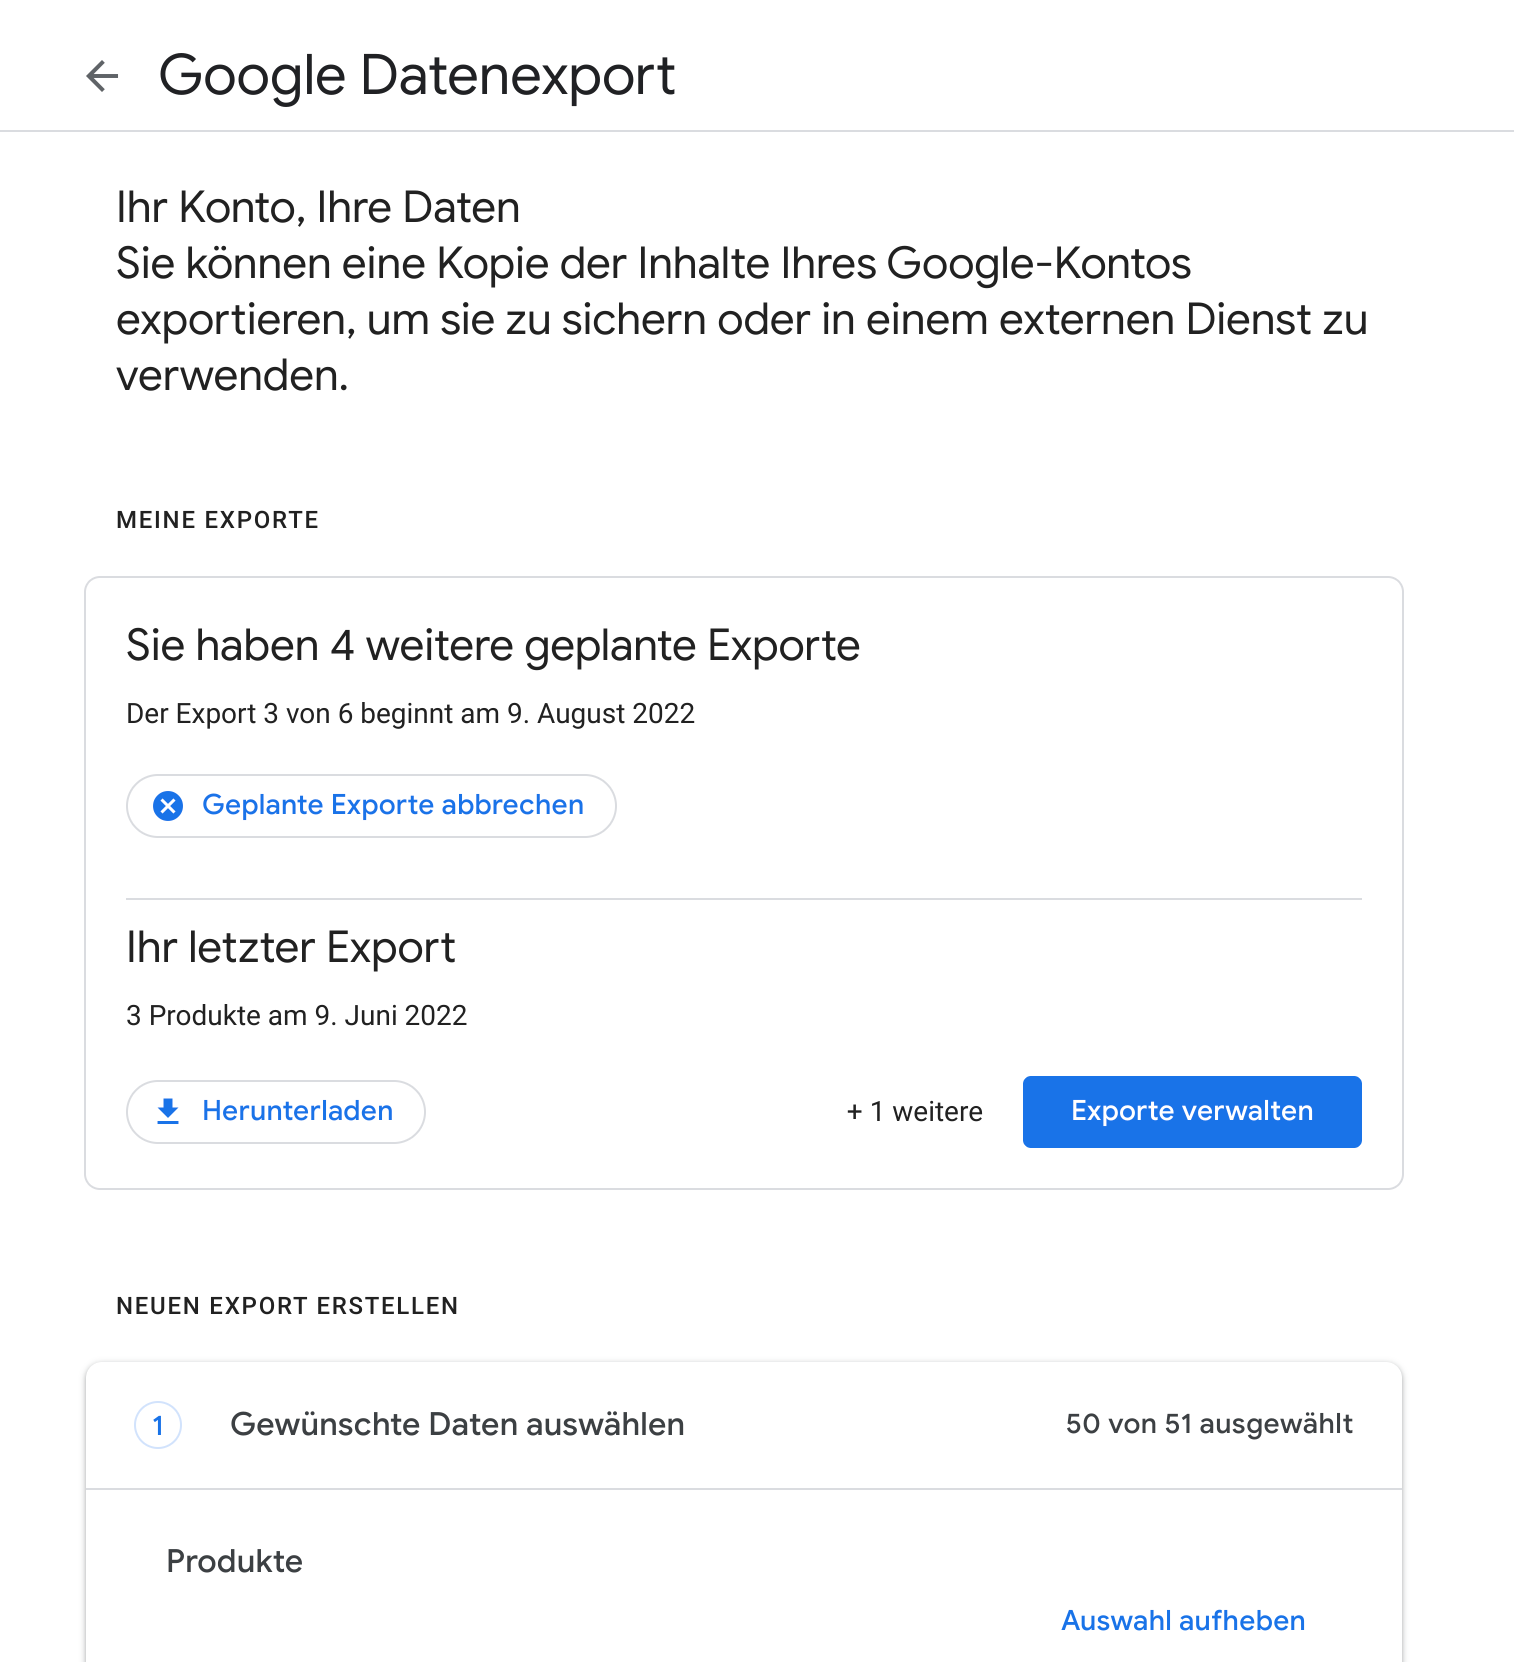 Google Datenexport
Ihr Konto, Ihre Daten
Sie können eine Kopie der Inhalte Ihres Google-Kontos
exportieren, um sie zu sichern oder in einem externen Dienst zu
verwenden.
MEINE EXPORTE
Sie haben 4 weitere geplante Exporte
Der Export 3 von 6 beginnt am 9. August 2022
Geplante Exporte abbrechen
Ihr letzter Export
3 Produkte am 9. Juni 2022
Herunterladen
+ 1 weitere
Exporte verwalten
NEUEN EXPORT ERSTELLEN
1 Gewünschte Daten auswählen
50 von 51 ausgewählt
Produkte
Auswahl aufheben